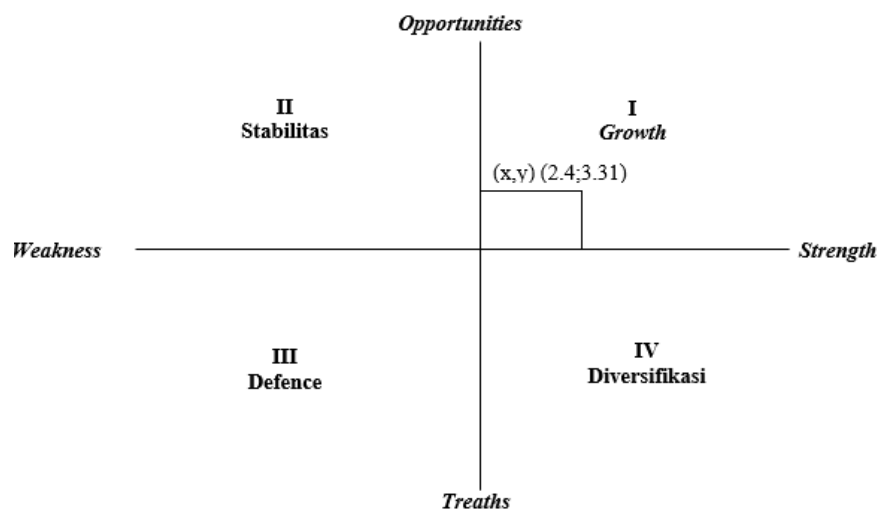 Opportunities
II
Stabilitas
I
Growth
(x,y) (2.4;3.31)
Weakness
Strength
III
Defence
IV
Diversifikasi
Treaths